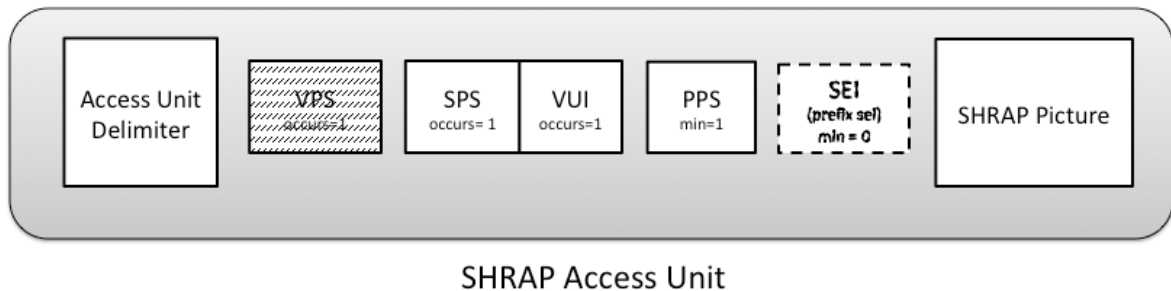 Access Unit
Delimiter
VPS
occurs=1
SPS
occurs= 1
VUI
occurs=1
PPS
min=1
SEI
(prefix sei)
min = 0
SHRAP Picture
SHRAP Access Unit